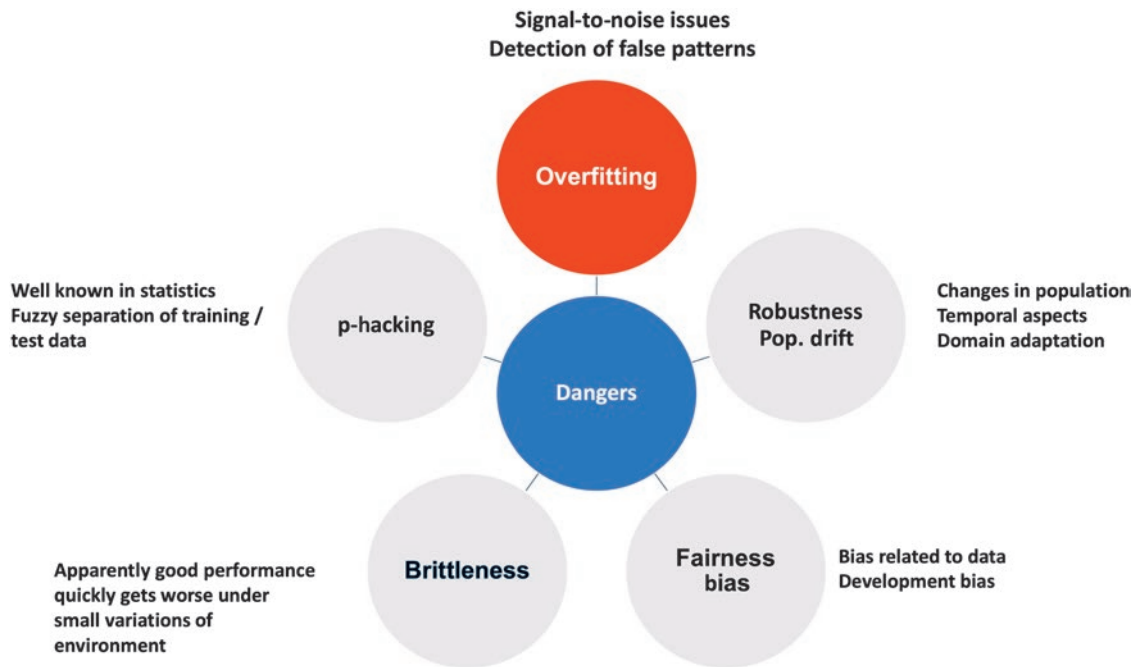 Signal-to-noise issues
Detection of false patterns
Overfitting
Well known in statistics
Fuzzy separation of training /
test data
p-hacking
Robustness
Pop. drift
Changes in population
Temporal aspects
Domain adaptation
Dangers
Apparently good performance
quickly gets worse under
small variations of
environment
Brittleness
Fairness
bias
Bias related to data
Development bias